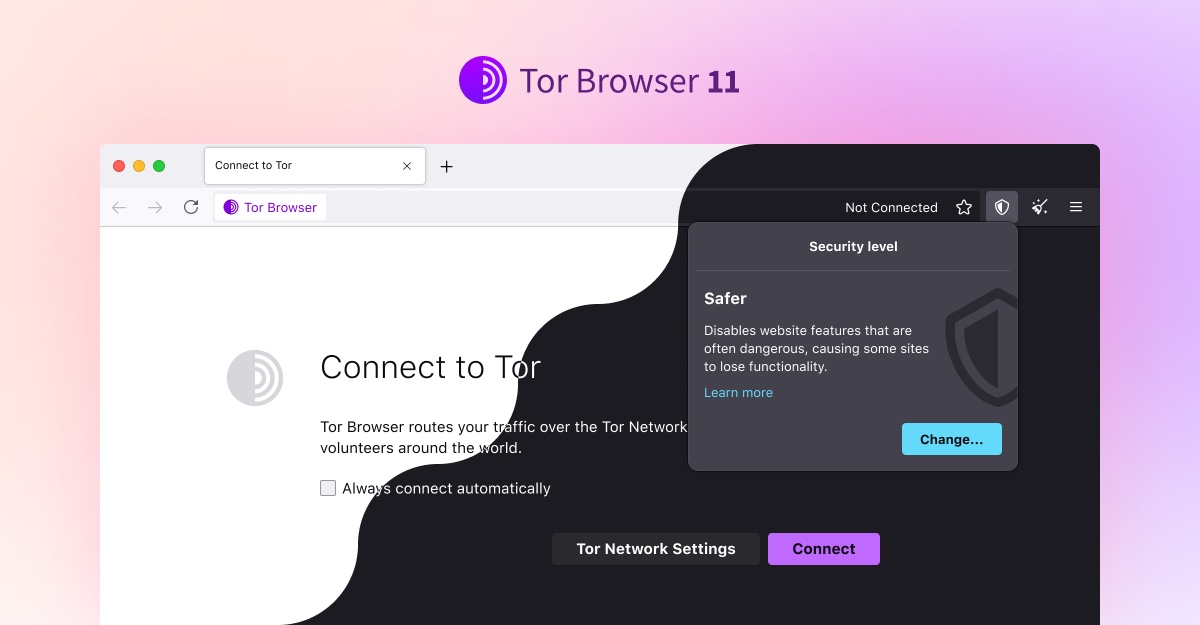 Tor Browser 11
Connect to Tor
Tor Browser
Not Connected
Security level
Safer
Disables website features that are
often dangerous, causing some sites
to lose functionality.
Learn more
Change...
Connect to Tor
Tor Browser routes your traffic over the Tor Network
volunteers around the world.
Always connect automatically
Tor Network Settings
Connect